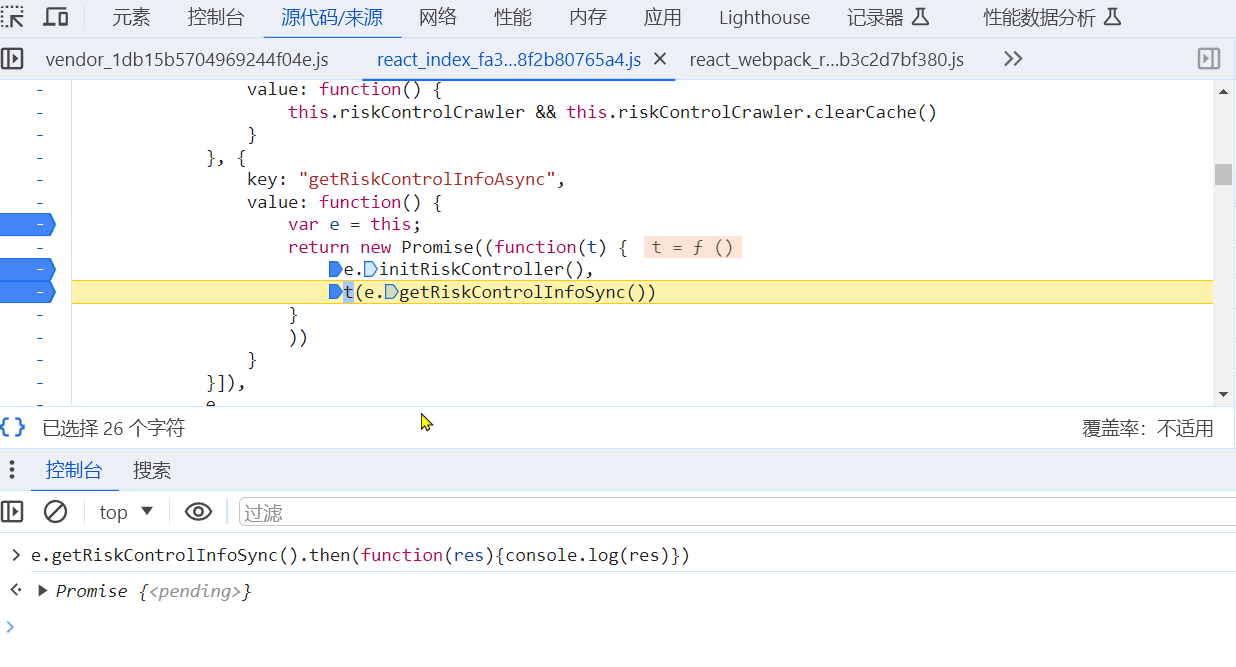 元素 控制台 源代码/来源 网络 性能 内存 应用 Lighthouse 记录器 性能数据分析
vendor_1db15b5704969244f04e.js react_index_fa3...8f2b80765a4.js × react_webpack_r...b3c2d7bf380.js
- value: function() {
- this.riskControlCrawler && this.riskControlCrawler.clearCache()
- }
- }, {
- key: "getRiskControlInfoAsync",
- value: function() {
- var e = this;
- return new Promise((function(t) { t = ƒ ()
- e.initRiskController(),
- t(e.getRiskControlInfoSync())
- }
- ))
- }
- }]),
- e
{} 已选择 26 个字符 覆盖率: 不适用
控制台 搜索
top ▼ 过滤
> e.getRiskControlInfoSync().then(function(res){console.log(res)})
Promise {<pending>}
>